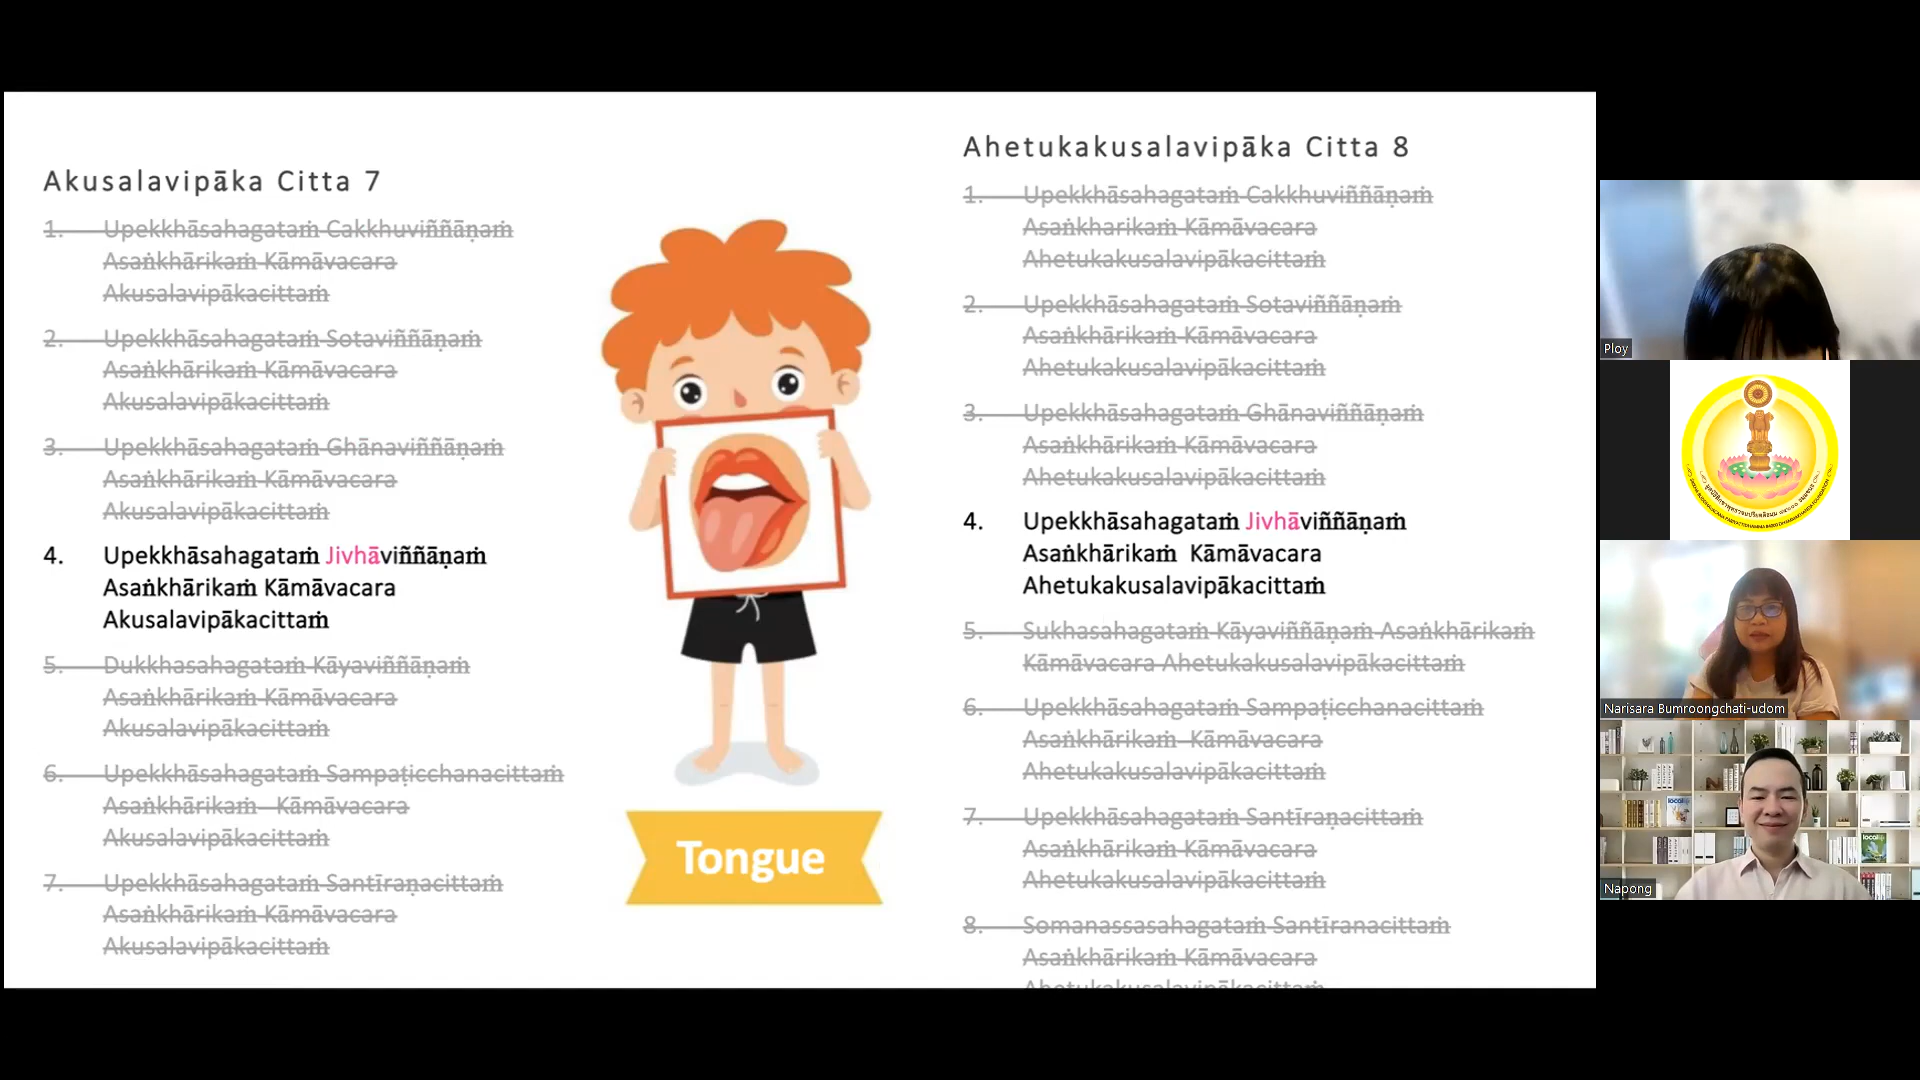 Akusalavipāka Citta 7
1. Upekkhāsahagataṁ Cakkhuviññāṇaṁ
Asaṅkhārikaṁ Kāmāvacara
Akusalavipākacittaṁ
2. Upekkhāsahagataṁ Sotaviññāṇaṁ
Asaṅkhārikaṁ Kāmāvacara
Akusalavipākacittaṁ
3. Upekkhāsahagataṁ Ghānaviññāṇaṁ
Asaṅkhārikaṁ Kāmāvacara
Akusalavipākacittaṁ
4. Upekkhāsahagataṁ Jivhāviññāṇaṁ
Asaṅkhārikaṁ Kāmāvacara
Akusalavipākacittaṁ
5. Dukkhasahagataṁ Kāyaviññāṇaṁ
Asaṅkhārikaṁ Kāmāvacara
Akusalavipākacittaṁ
6. Upekkhāsahagataṁ Sampaṭicchanacittaṁ
Asaṅkhārikaṁ Kāmāvacara
Akusalavipākacittaṁ
7. Upekkhāsahagataṁ Santīraṇacittaṁ
Asaṅkhārikaṁ Kāmāvacara
Akusalavipākacittaṁ
Tongue
Ahetukakusalavipāka Citta 8
1. Upekkhāsahagataṁ Cakkhuviññāṇaṁ
Asaṅkharikaṁ Kāmāvacara
Ahetukakusalavipākacittaṁ
2. Upekkhāsahagataṁ Sotaviññāṇaṁ
Asaṅkhārikaṁ Kāmāvacara
Ahetukakusalavipākacittaṁ
3. Upekkhāsahagataṁ Ghānaviññāṇaṁ
Asaṅkhārikaṁ Kāmāvacara
Ahetukakusalavipākacittaṁ
4. Upekkhāsahagataṁ Jivhāviññāṇaṁ
Asaṅkhārikaṁ Kāmāvacara
Ahetukakusalavipākacittaṁ
5. Sukhasahagataṁ Kāyaviññāṇaṁ Asaṅkhārikaṁ
Kāmāvacara Ahetukakusalavipākacittaṁ
6. Upekkhāsahagataṁ Sampaṭicchanacittaṁ
Asaṅkhārikaṁ Kāmāvacara
Ahetukakusalavipākacittaṁ
7. Upekkhāsahagataṁ Santīraṇacittaṁ
Asaṅkhārikaṁ Kāmāvacara
Ahetukakusalavipākacittaṁ
8. Somanassasahagataṁ Santīranacittaṁ
Asaṅkhārikaṁ Kāmāvacara
Ahetukakusalavipākacittaṁ
Ploy
Narisara Bumroongchati-udom
local
local
Napong